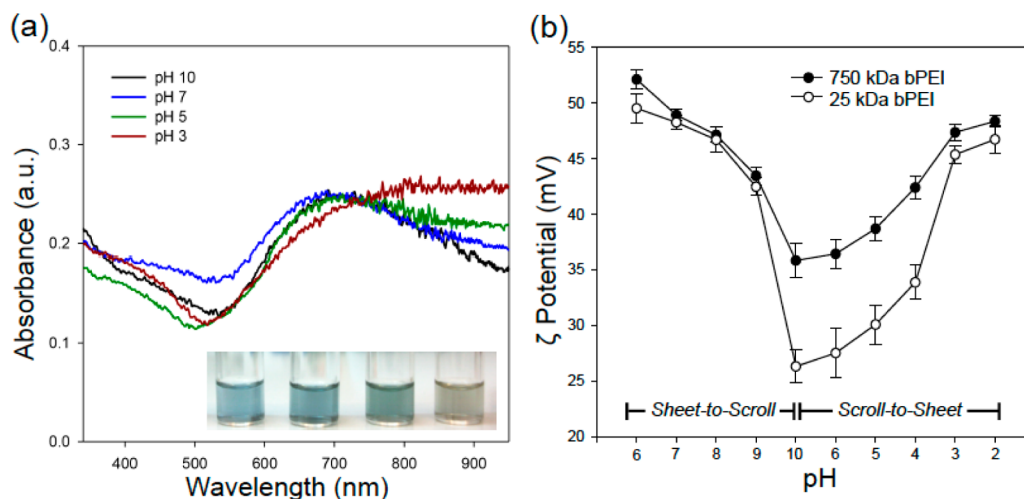 (a)
0.4
0.3
0.2
0.1
0.0
Absorbance (a.u.)
pH 10
pH 7
pH 5
pH 3
400 500 600 700 800 900
Wavelength (nm)
(b)
55
50
45
40
35
30
25
20
ζ Potential (mV)
750 kDa bPEI
25 kDa bPEI
Sheet-to-Scroll Scroll-to-Sheet
6 7 8 9 10 6 5 4 3 2
pH